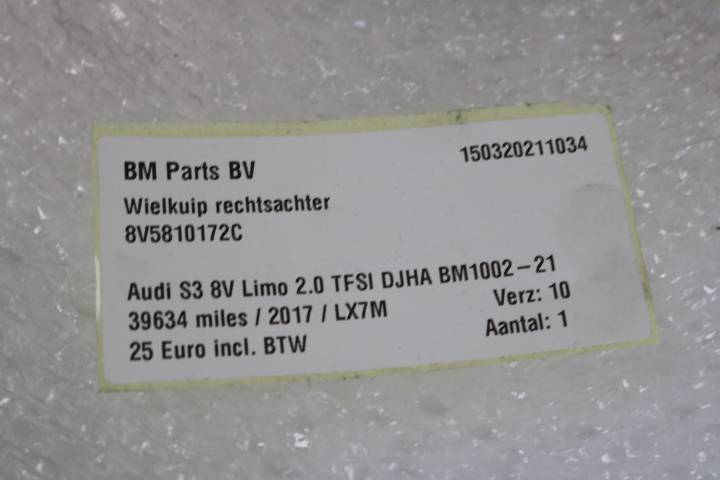 BM Parts BV 150320211034
Wielkuip rechtsachter
8V5810172C
Audi S3 8V Limo 2.0 TFSI DJHA BM1002-21
39634 miles / 2017 / LX7M Verz: 10
25 Euro incl. BTW Aantal: 1